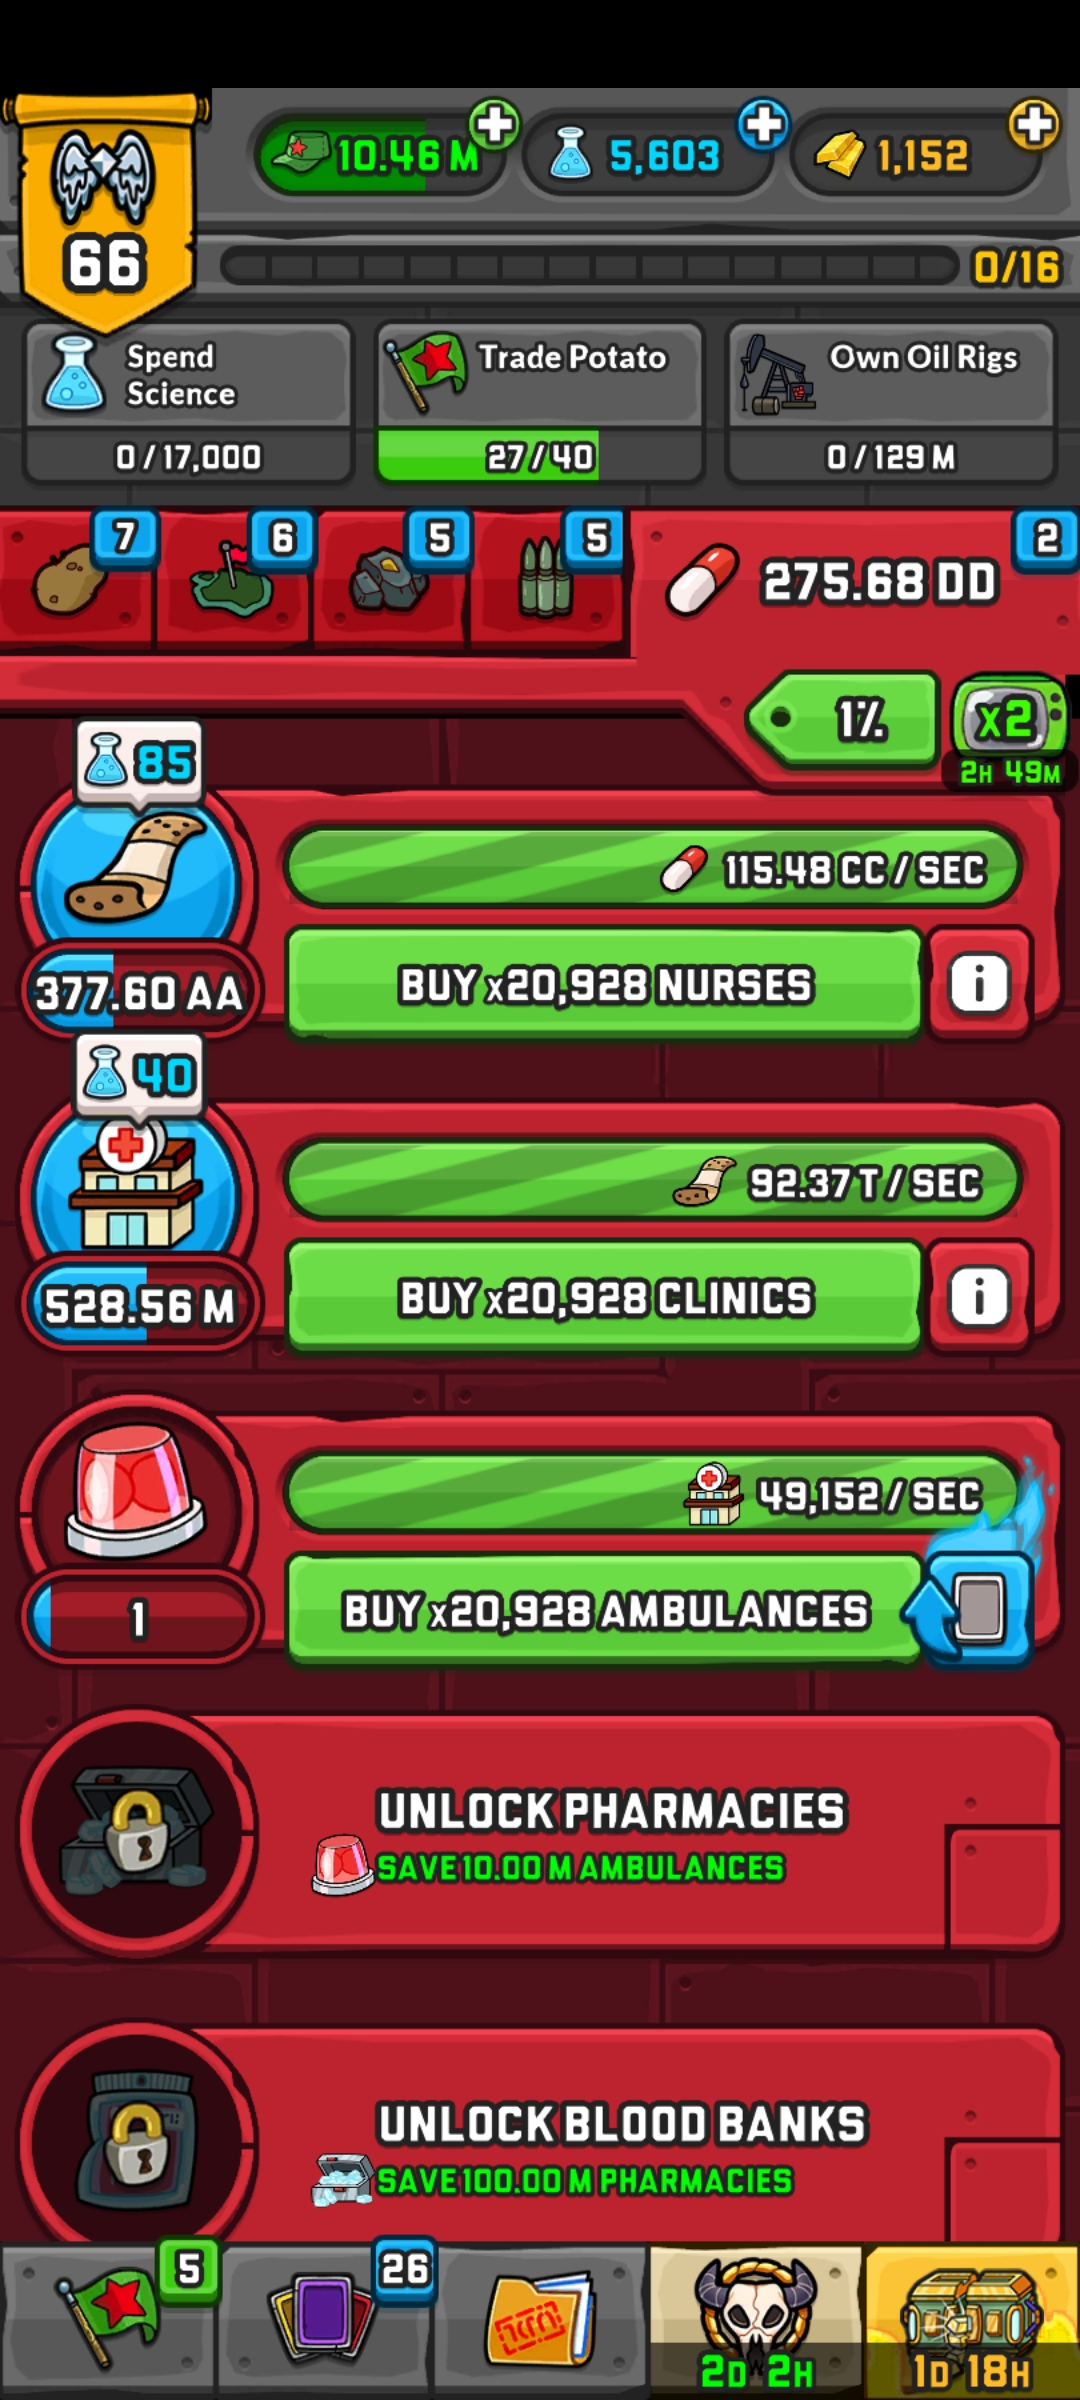 10.46 M
5,603
1,152
66
0/16
Spend
Science
0 / 17,000
Trade Potato
27 / 40
Own Oil Rigs
0 / 129 M
7
6
5
5
2
275.68 DD
1%
x2
2H 49M
85
115.48 CC / SEC
377.60 AA
BUY x20,928 NURSES
i
40
92.37 T / SEC
528.56 M
BUY x20,928 CLINICS
i
49,152 / SEC
1
BUY x20,928 AMBULANCES
UNLOCK PHARMACIES
SAVE 10.00 M AMBULANCES
UNLOCK BLOOD BANKS
SAVE 100.00 M PHARMACIES
5
26
2D 2H
1D 18H